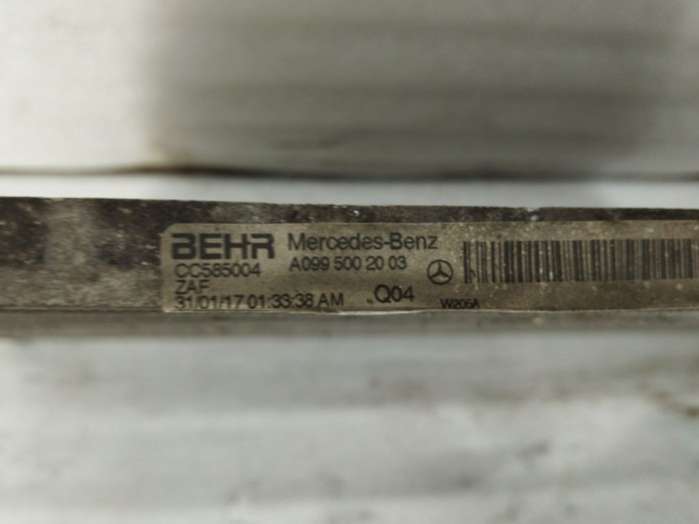 BEHR Mercedes-Benz
CC585004 A099 500 20 03
ZAF
31/01/17 01:33:38 AM Q04 W205A